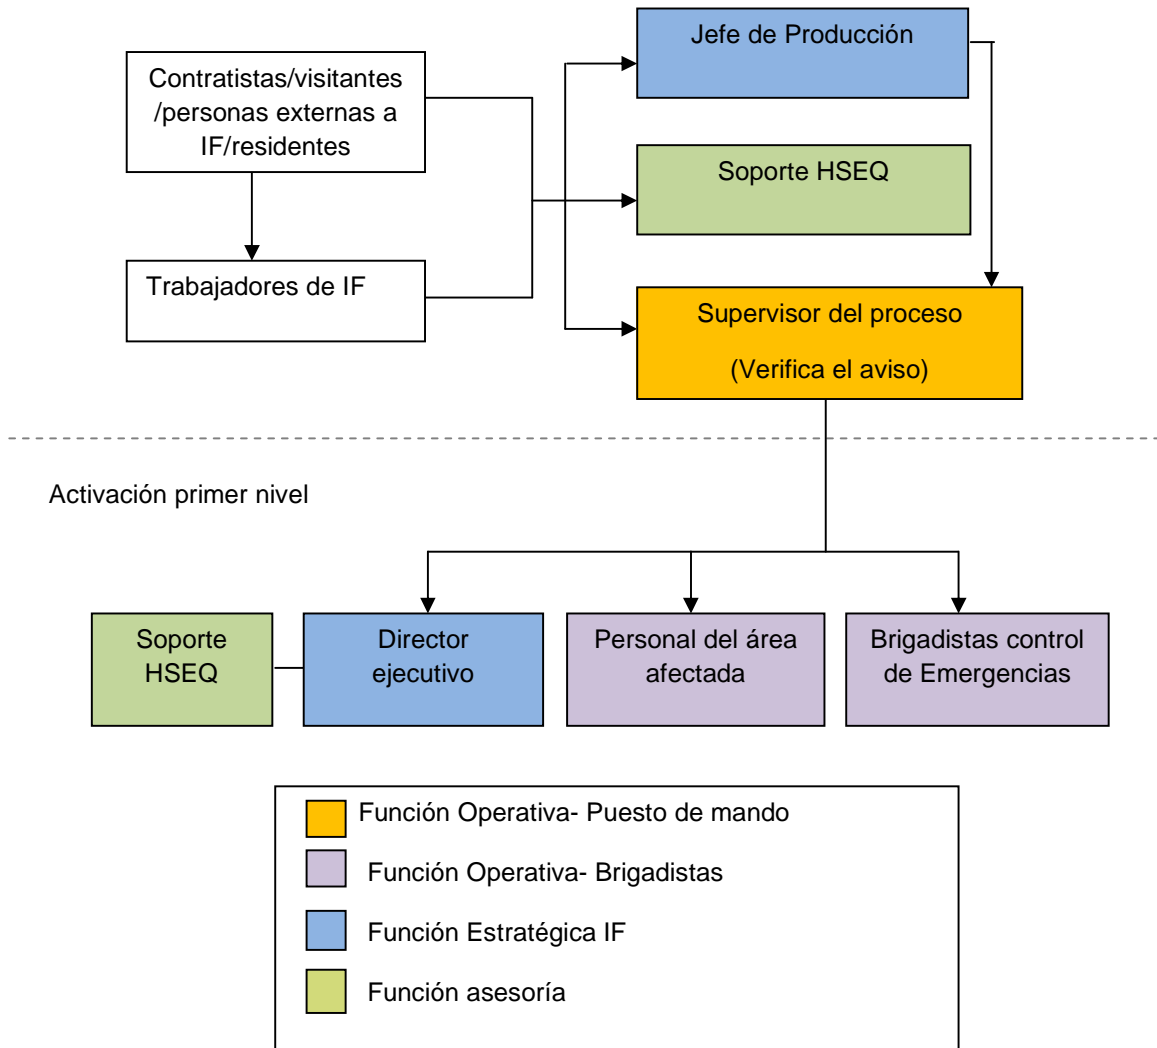 Jefe de Producción
Contratistas/visitantes
/personas externas a
IF/residentes
Soporte HSEQ
Trabajadores de IF
Supervisor del proceso
(Verifica el aviso)
Activación primer nivel
Soporte
HSEQ
Director
ejecutivo
Personal del área
afectada
Brigadistas control
de Emergencias
Función Operativa- Puesto de mando
Función Operativa- Brigadistas
Función Estratégica IF
Función asesoría